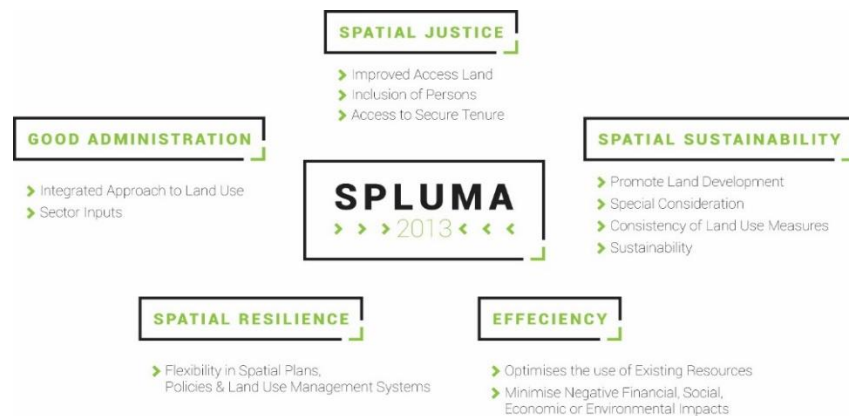 SPATIAL JUSTICE
Improved Access Land
Inclusion of Persons
Access to Secure Tenure
GOOD ADMINISTRATION
Integrated Approach to Land Use
Sector Inputs
SPLUMA
2013
SPATIAL SUSTAINABILITY
Promote Land Development
Special Consideration
Consistency of Land Use Measures
Sustainability
SPATIAL RESILIENCE
Flexibility in Spatial Plans,
Policies & Land Use Management Systems
EFFECIENCY
Optimises the use of Existing Resources
Minimise Negative Financial, Social,
Economic or Environmental Impacts